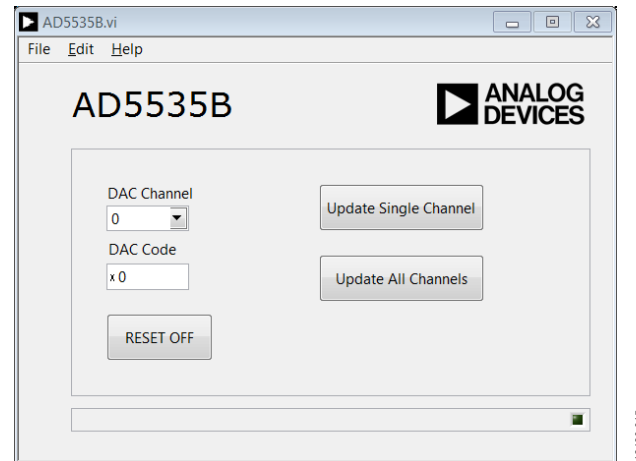 AD5535B.vi
File Edit Help
AD5535B
ANALOG
DEVICES
DAC Channel
0
Update Single Channel
DAC Code
x 0
Update All Channels
RESET OFF